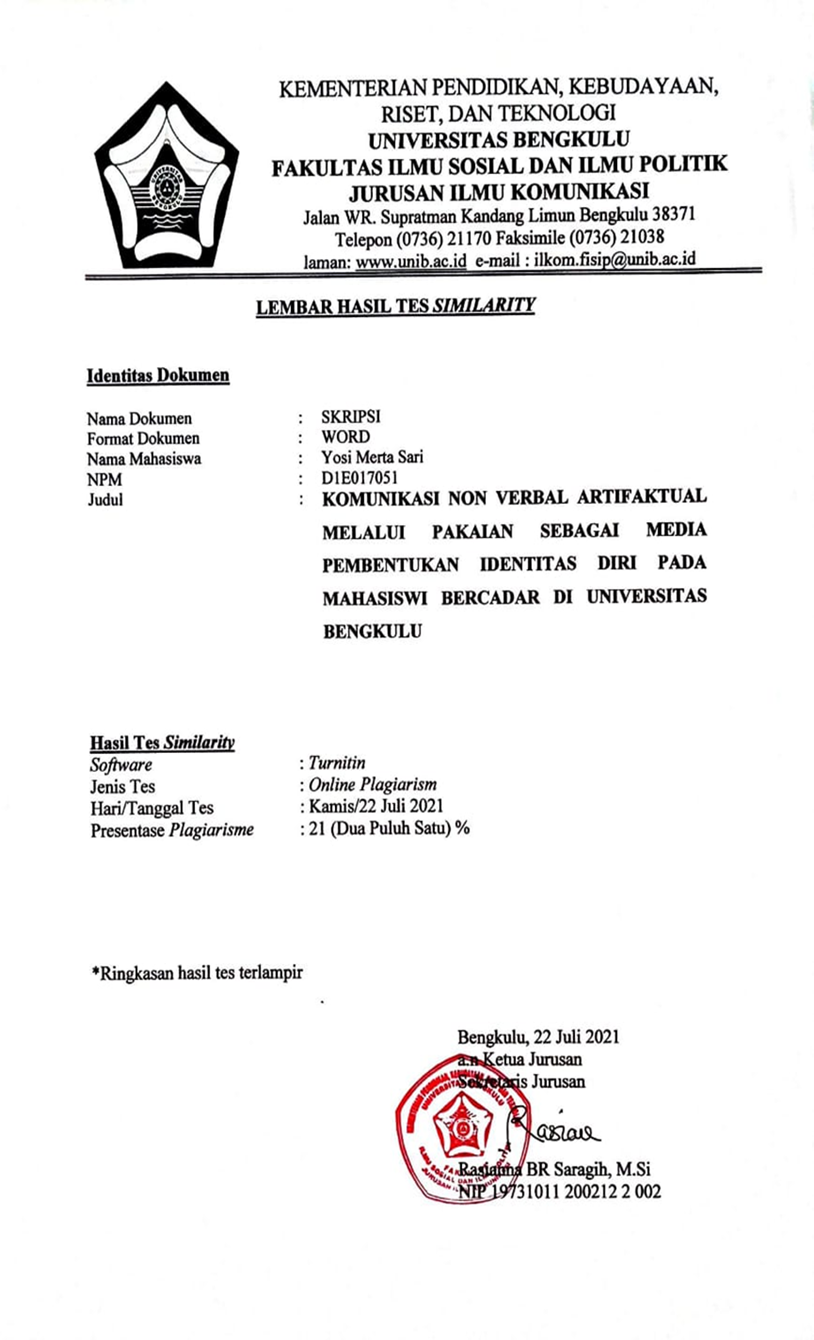 KEMENTERIAN PENDIDIKAN, KEBUDAYAAN,
RISET, DAN TEKNOLOGI
UNIVERSITAS BENGKULU
FAKULTAS ILMU SOSIAL DAN ILMU POLITIK
JURUSAN ILMU KOMUNIKASI
Jalan WR. Supratman Kandang Limun Bengkulu 38371
Telepon (0736) 21170 Faksimile (0736) 21038
laman: www.unib.ac.id e-mail : ilkom.fisip@unib.ac.id
UNIVERSITAS
BENGKULU
LEMBAR HASIL TES SIMILARITY
Identitas Dokumen
Nama Dokumen : SKRIPSI
Format Dokumen : WORD
Nama Mahasiswa : Yosi Merta Sari
NPM : D1E017051
Judul : KOMUNIKASI NON VERBAL ARTIFAKTUAL
MELALUI PAKAIAN SEBAGAI MEDIA
PEMBENTUKAN IDENTITAS DIRI PADA
MAHASISWI BERCADAR DI UNIVERSITAS
BENGKULU
Hasil Tes Similarity
Software : Turnitin
Jenis Tes : Online Plagiarism
Hari/Tanggal Tes : Kamis/22 Juli 2021
Presentase Plagiarisme : 21 (Dua Puluh Satu) %
*Ringkasan hasil tes terlampir
Bengkulu, 22 Juli 2021
a.n Ketua Jurusan
Sekretaris Jurusan
BR Saragih, M.Si
NIP 19731011 200212 2 002